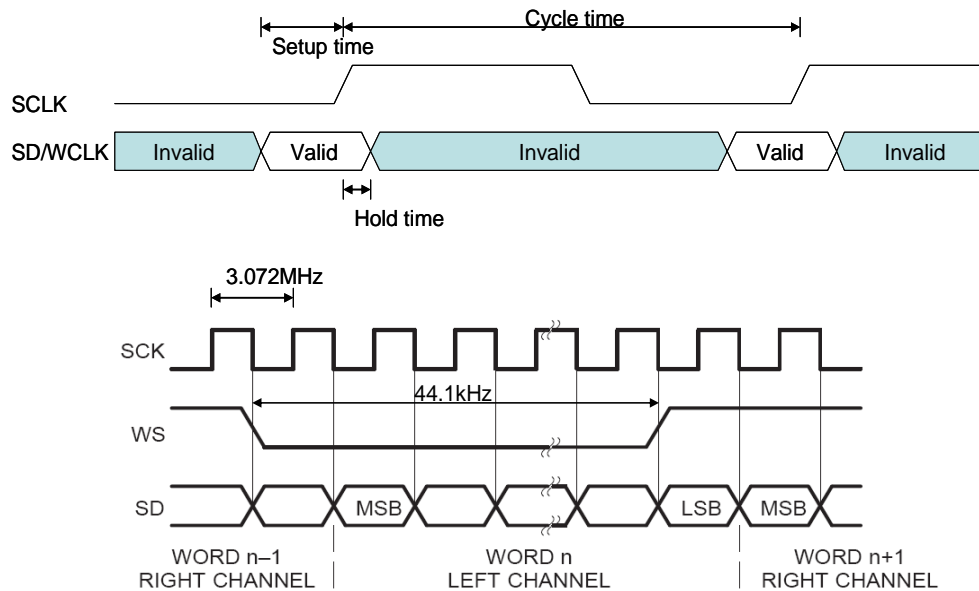 Cycle time
Setup time
SCLK
SD/WCLK Invalid Valid Invalid Valid Invalid
Hold time
3.072MHz
SCK
44.1kHz
WS
SD MSB LSB MSB
WORD n–1 WORD n WORD n+1
RIGHT CHANNEL LEFT CHANNEL RIGHT CHANNEL